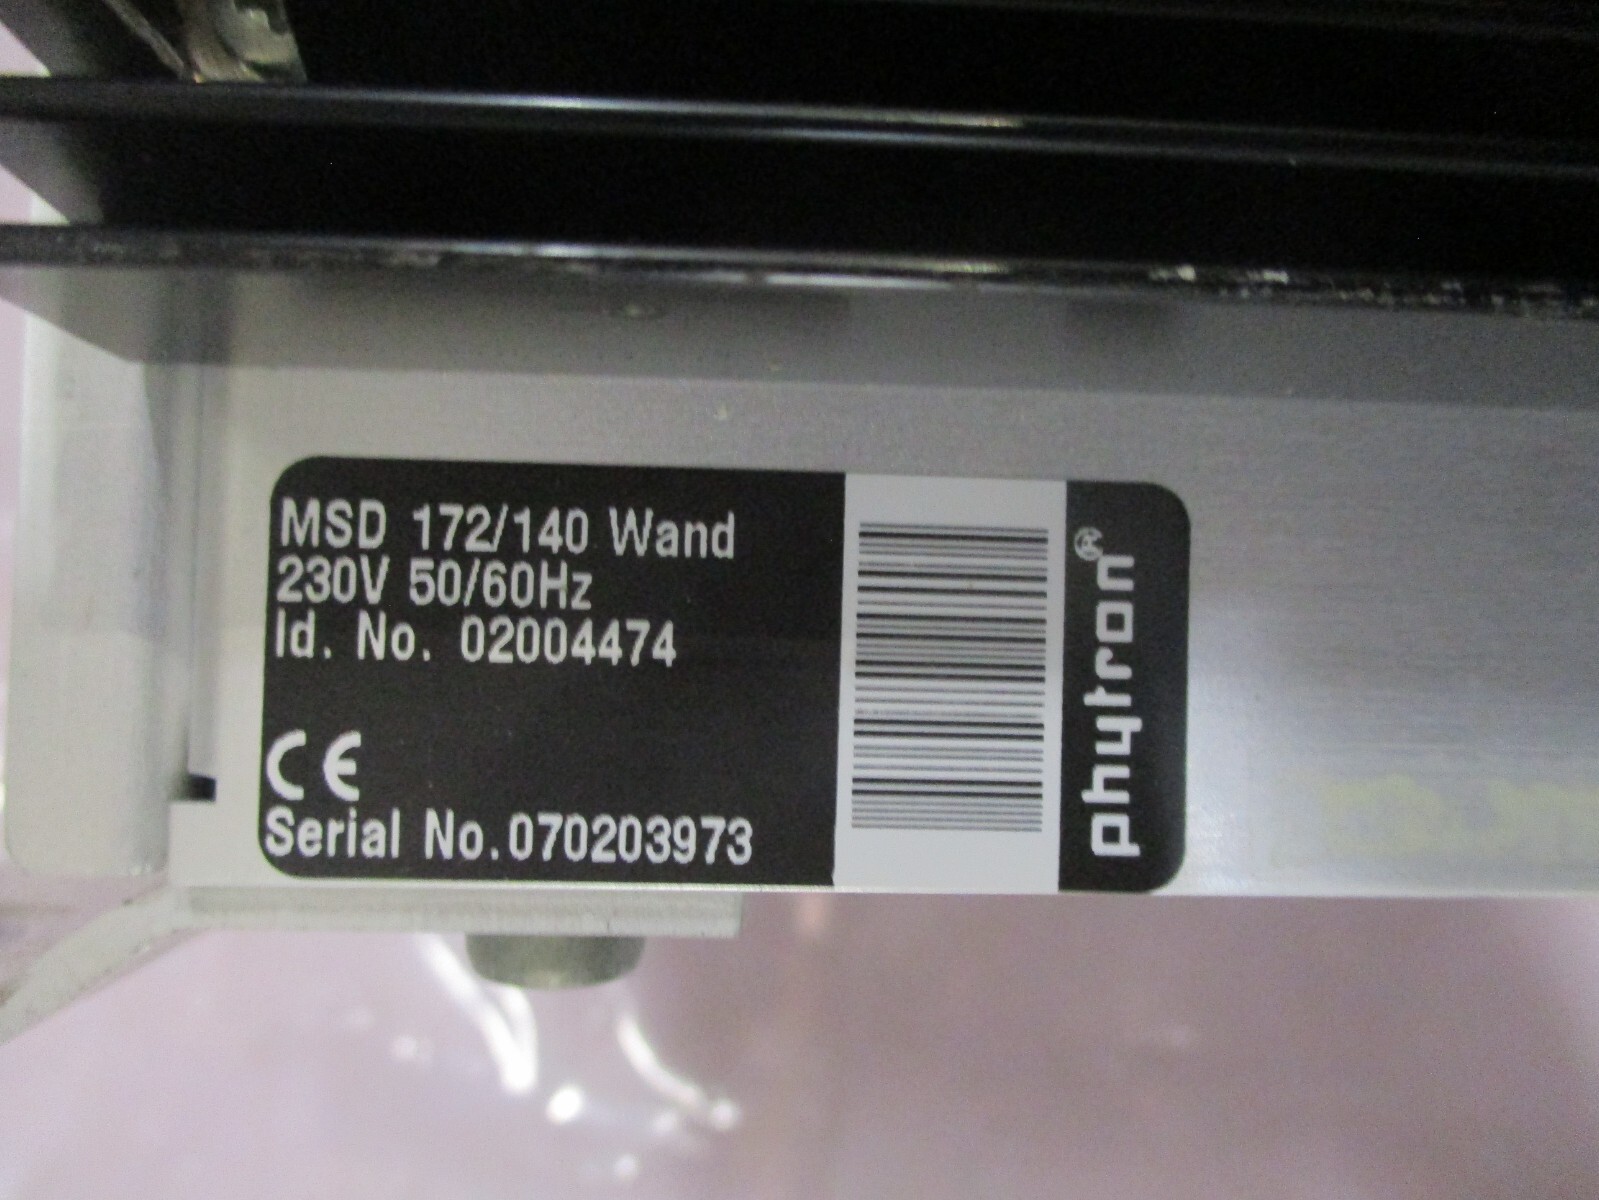 MSD 172/140 Wand
230V 50/60Hz
Id. No. 02004474
CE
Serial No.070203973
phytron®